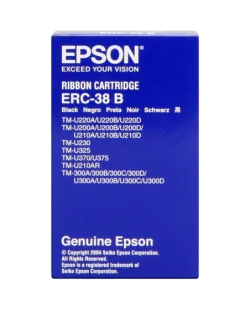 EPSON
EXCEED YOUR VISION
RIBBON CARTRIDGE
ERC-38 B
Black Negro Preta Noir Schwarz 黒
TM-U220A/U220B/U220D
TM-U200A/U200B/U200D/
U210A/U210B/U210D
TM-U230
TM-U325
TM-U370/U375
TM-U210AR
TM-300A/300B/300C/300D/
U300A/U300B/U300C/U300D
Genuine Epson
© Copyright 2004 Seiko Epson Corporation.
All Rights Reserved.
Epson is a registered trademark of
Seiko Epson Corporation.